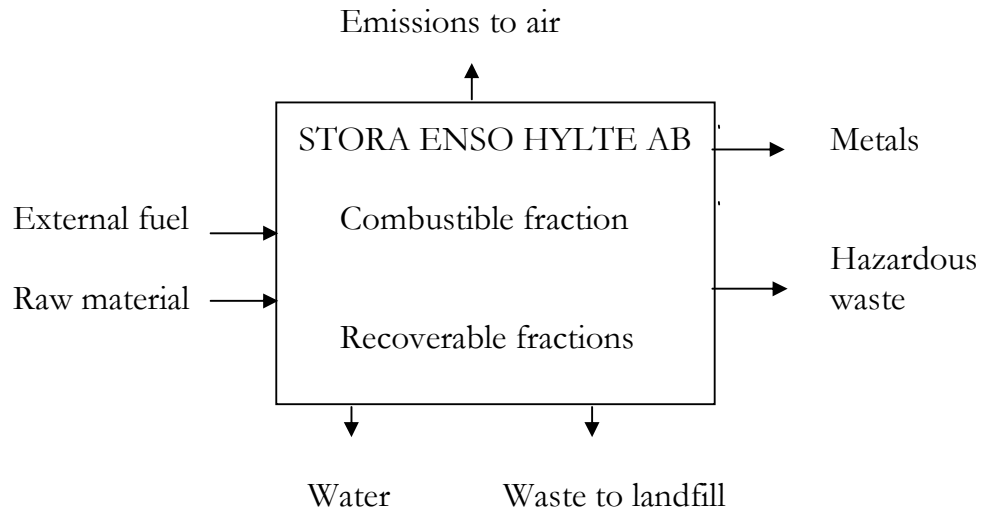 Emissions to air
STORA ENSO HYLTE AB
Metals
External fuel
Combustible fraction
Hazardous
waste
Raw material
Recoverable fractions
Water
Waste to landfill